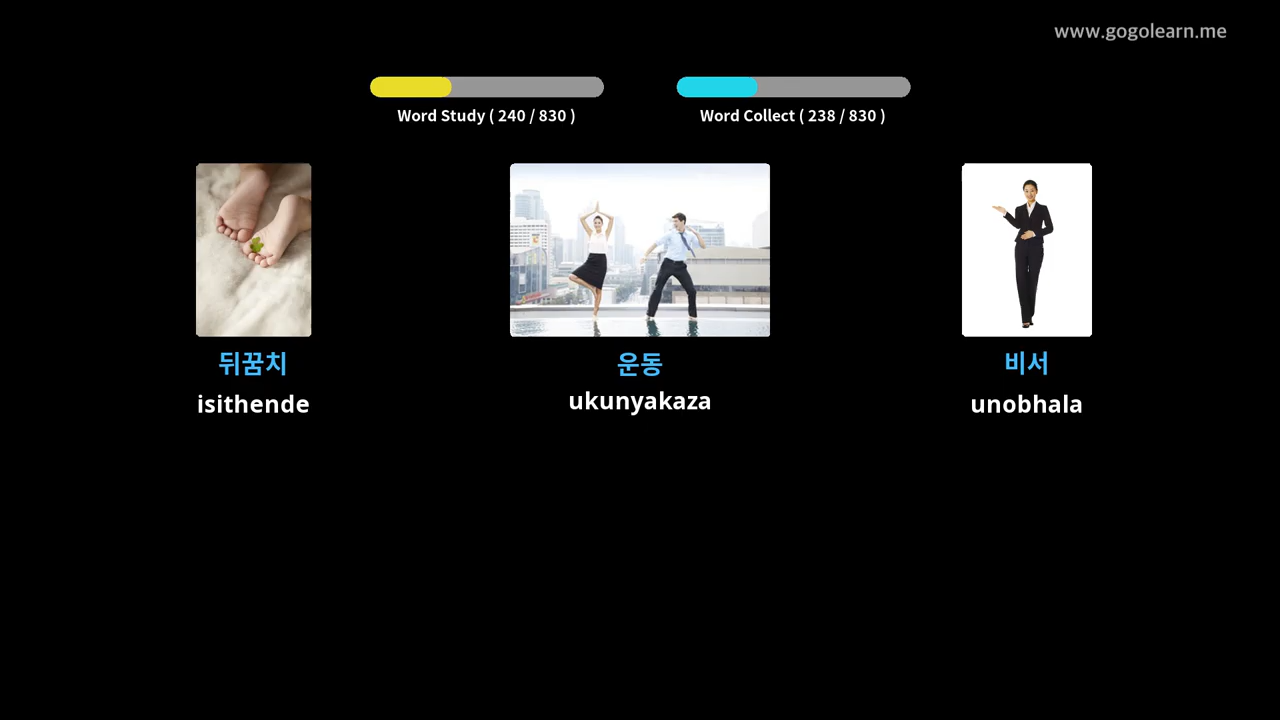 www.gogolearn.me
Word Study ( 240 / 830 )
Word Collect ( 238 / 830 )
뒤꿈치
isithende
운동
ukunyakaza
비서
unobhala